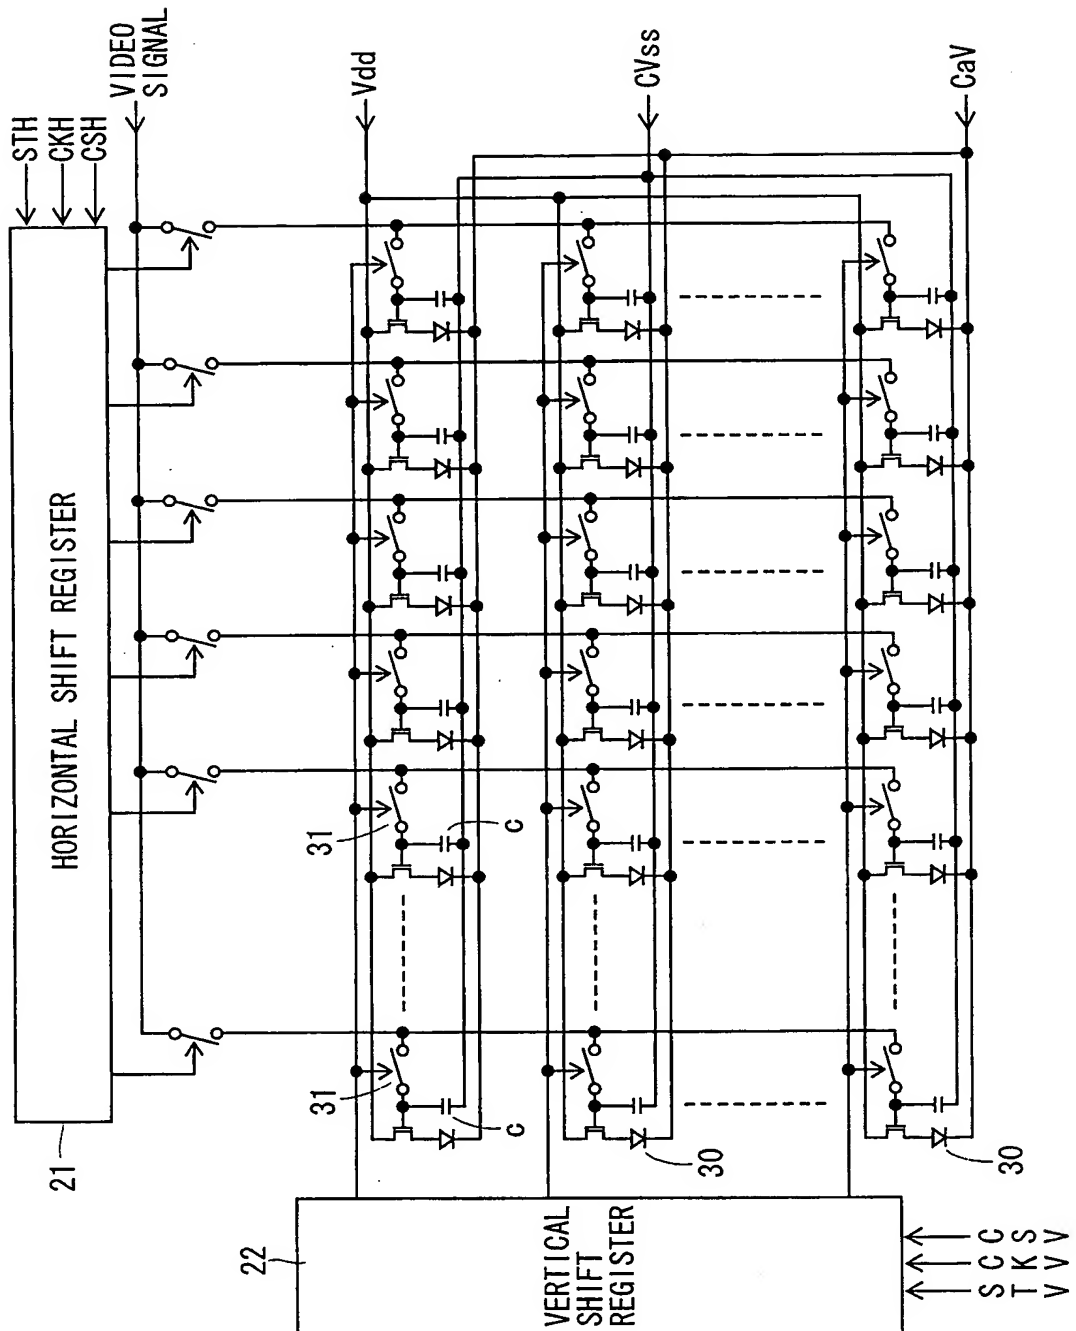 HORIZONTAL SHIFT REGISTER
21
STH
CKH
CSH
VIDEO
SIGNAL
Vdd
CVss
CaV
31
C
31
C
30
30
22
VERTICAL
SHIFT
REGISTER
STV
CKV
CSV